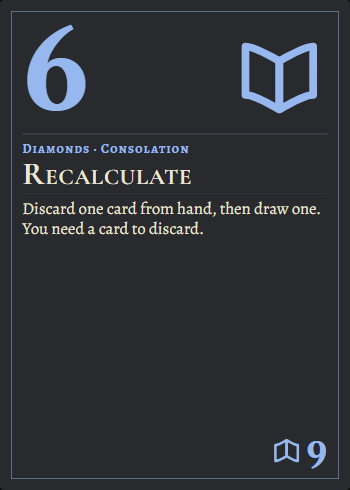 6
Diamonds · Consolation
Recalculate
Discard one card from hand, then draw one.
You need a card to discard.
9